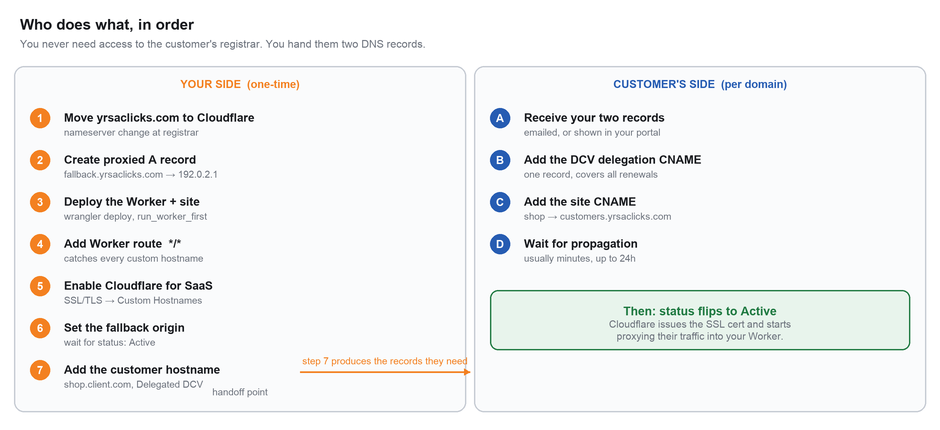 Who does what, in order
You never need access to the customer's registrar. You hand them two DNS records.
YOUR SIDE (one-time)
1 Move yrsaclicks.com to Cloudflare
nameserver change at registrar
2 Create proxied A record
fallback.yrsaclicks.com → 192.0.2.1
3 Deploy the Worker + site
wrangler deploy, run_worker_first
4 Add Worker route */*
catches every custom hostname
5 Enable Cloudflare for SaaS
SSL/TLS → Custom Hostnames
6 Set the fallback origin
wait for status: Active
7 Add the customer hostname
shop.client.com, Delegated DCV
handoff point
step 7 produces the records they need
CUSTOMER'S SIDE (per domain)
A Receive your two records
emailed, or shown in your portal
B Add the DCV delegation CNAME
one record, covers all renewals
C Add the site CNAME
shop → customers.yrsaclicks.com
D Wait for propagation
usually minutes, up to 24h
Then: status flips to Active
Cloudflare issues the SSL cert and starts
proxying their traffic into your Worker.